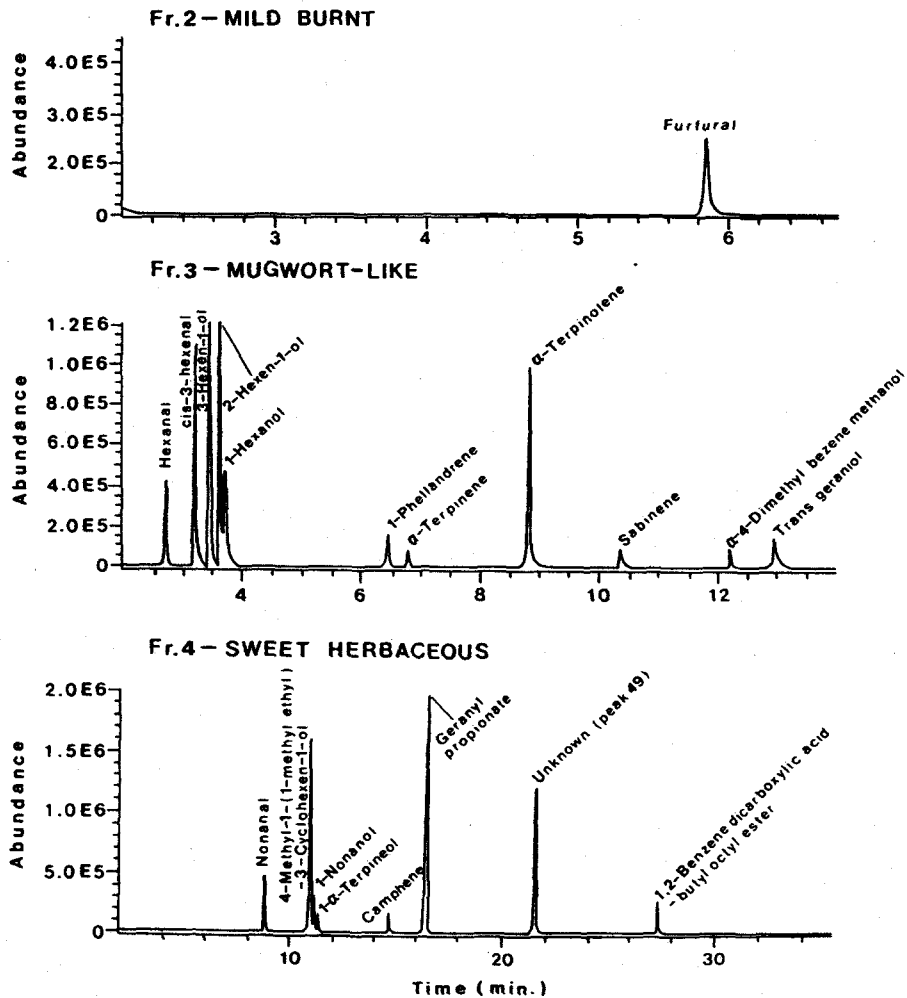 Fr.2-MILD BURNT
Abundance
4.0E5
3.0E5
2.0E5
0
Furfural
3 4 5 6
Fr.3-MUGWORT-LIKE
Abundance
1.2E6
1.0E6
8.0E5
6.0E5
4.0E5
2.0E5
0
Hexanal
cis-3-hexenal
3-Hexen-1-ol
2-Hexen-1-ol
1-Hexanol
1-Phellandrene
α-Terpinene
α-Terpinolene
Sabinene
α-4-Dimethyl bezene methanol
Trans geraniol
4 6 8 10 12
Fr.4-SWEET HERBACEOUS
Abundance
2.0E6
1.5E6
1.0E6
5.0E5
0
Nonanal
4-Methyl-1-(1-methyl ethyl)
-3-Cyclohexen-1-ol
1-Nonanol
1-α-Terpineol
Camphene
Geranyl
propionate
Unknown (peak 49)
1,2-Benzene dicarboxylic acid
-butyl octyl ester
10 20 30
Time (min.)